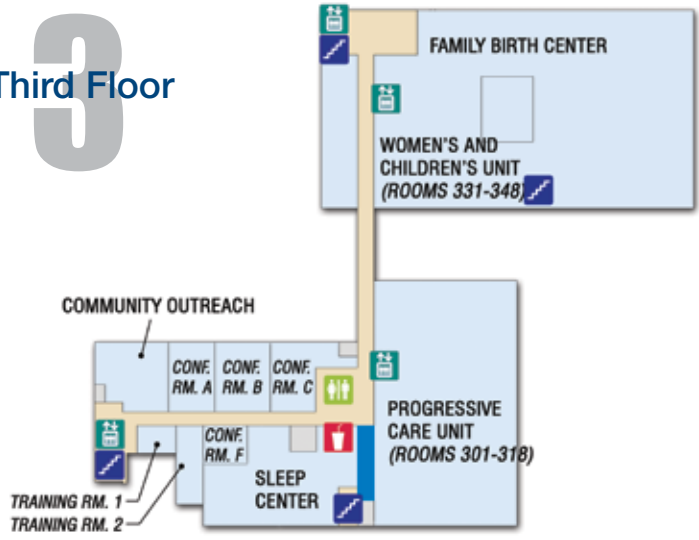 3
Third Floor
FAMILY BIRTH CENTER
WOMEN'S AND
CHILDREN'S UNIT
(ROOMS 331-348)
COMMUNITY OUTREACH
CONF.
RM. A
CONF.
RM. B
CONF.
RM. C
PROGRESSIVE
CARE UNIT
(ROOMS 301-318)
CONF.
RM. F
SLEEP
CENTER
TRAINING RM. 1
TRAINING RM. 2